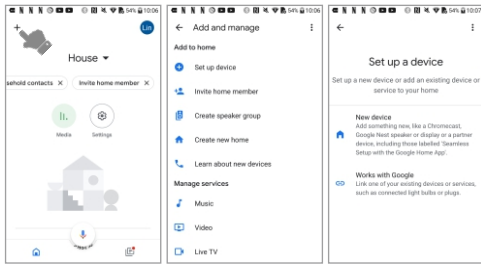 54% 10:06
+
Lin
House
sehold contacts X
Invite home member X
Media
Settings
54% 10:06
Add and manage
Add to home
Set up device
Invite home member
Create speaker group
Create new home
Learn about new devices
Manage services
Music
Video
Live TV
54% 10:07
Set up a device
Set up a new device or add an existing device or
service to your home
New device
Add something new, like a Chromecast,
Google Nest speaker or display or a partner
device, including those labelled 'Seamless
Setup with the Google Home App'.
Works with Google
Link one of your existing devices or services,
such as connected light bulbs or plugs.